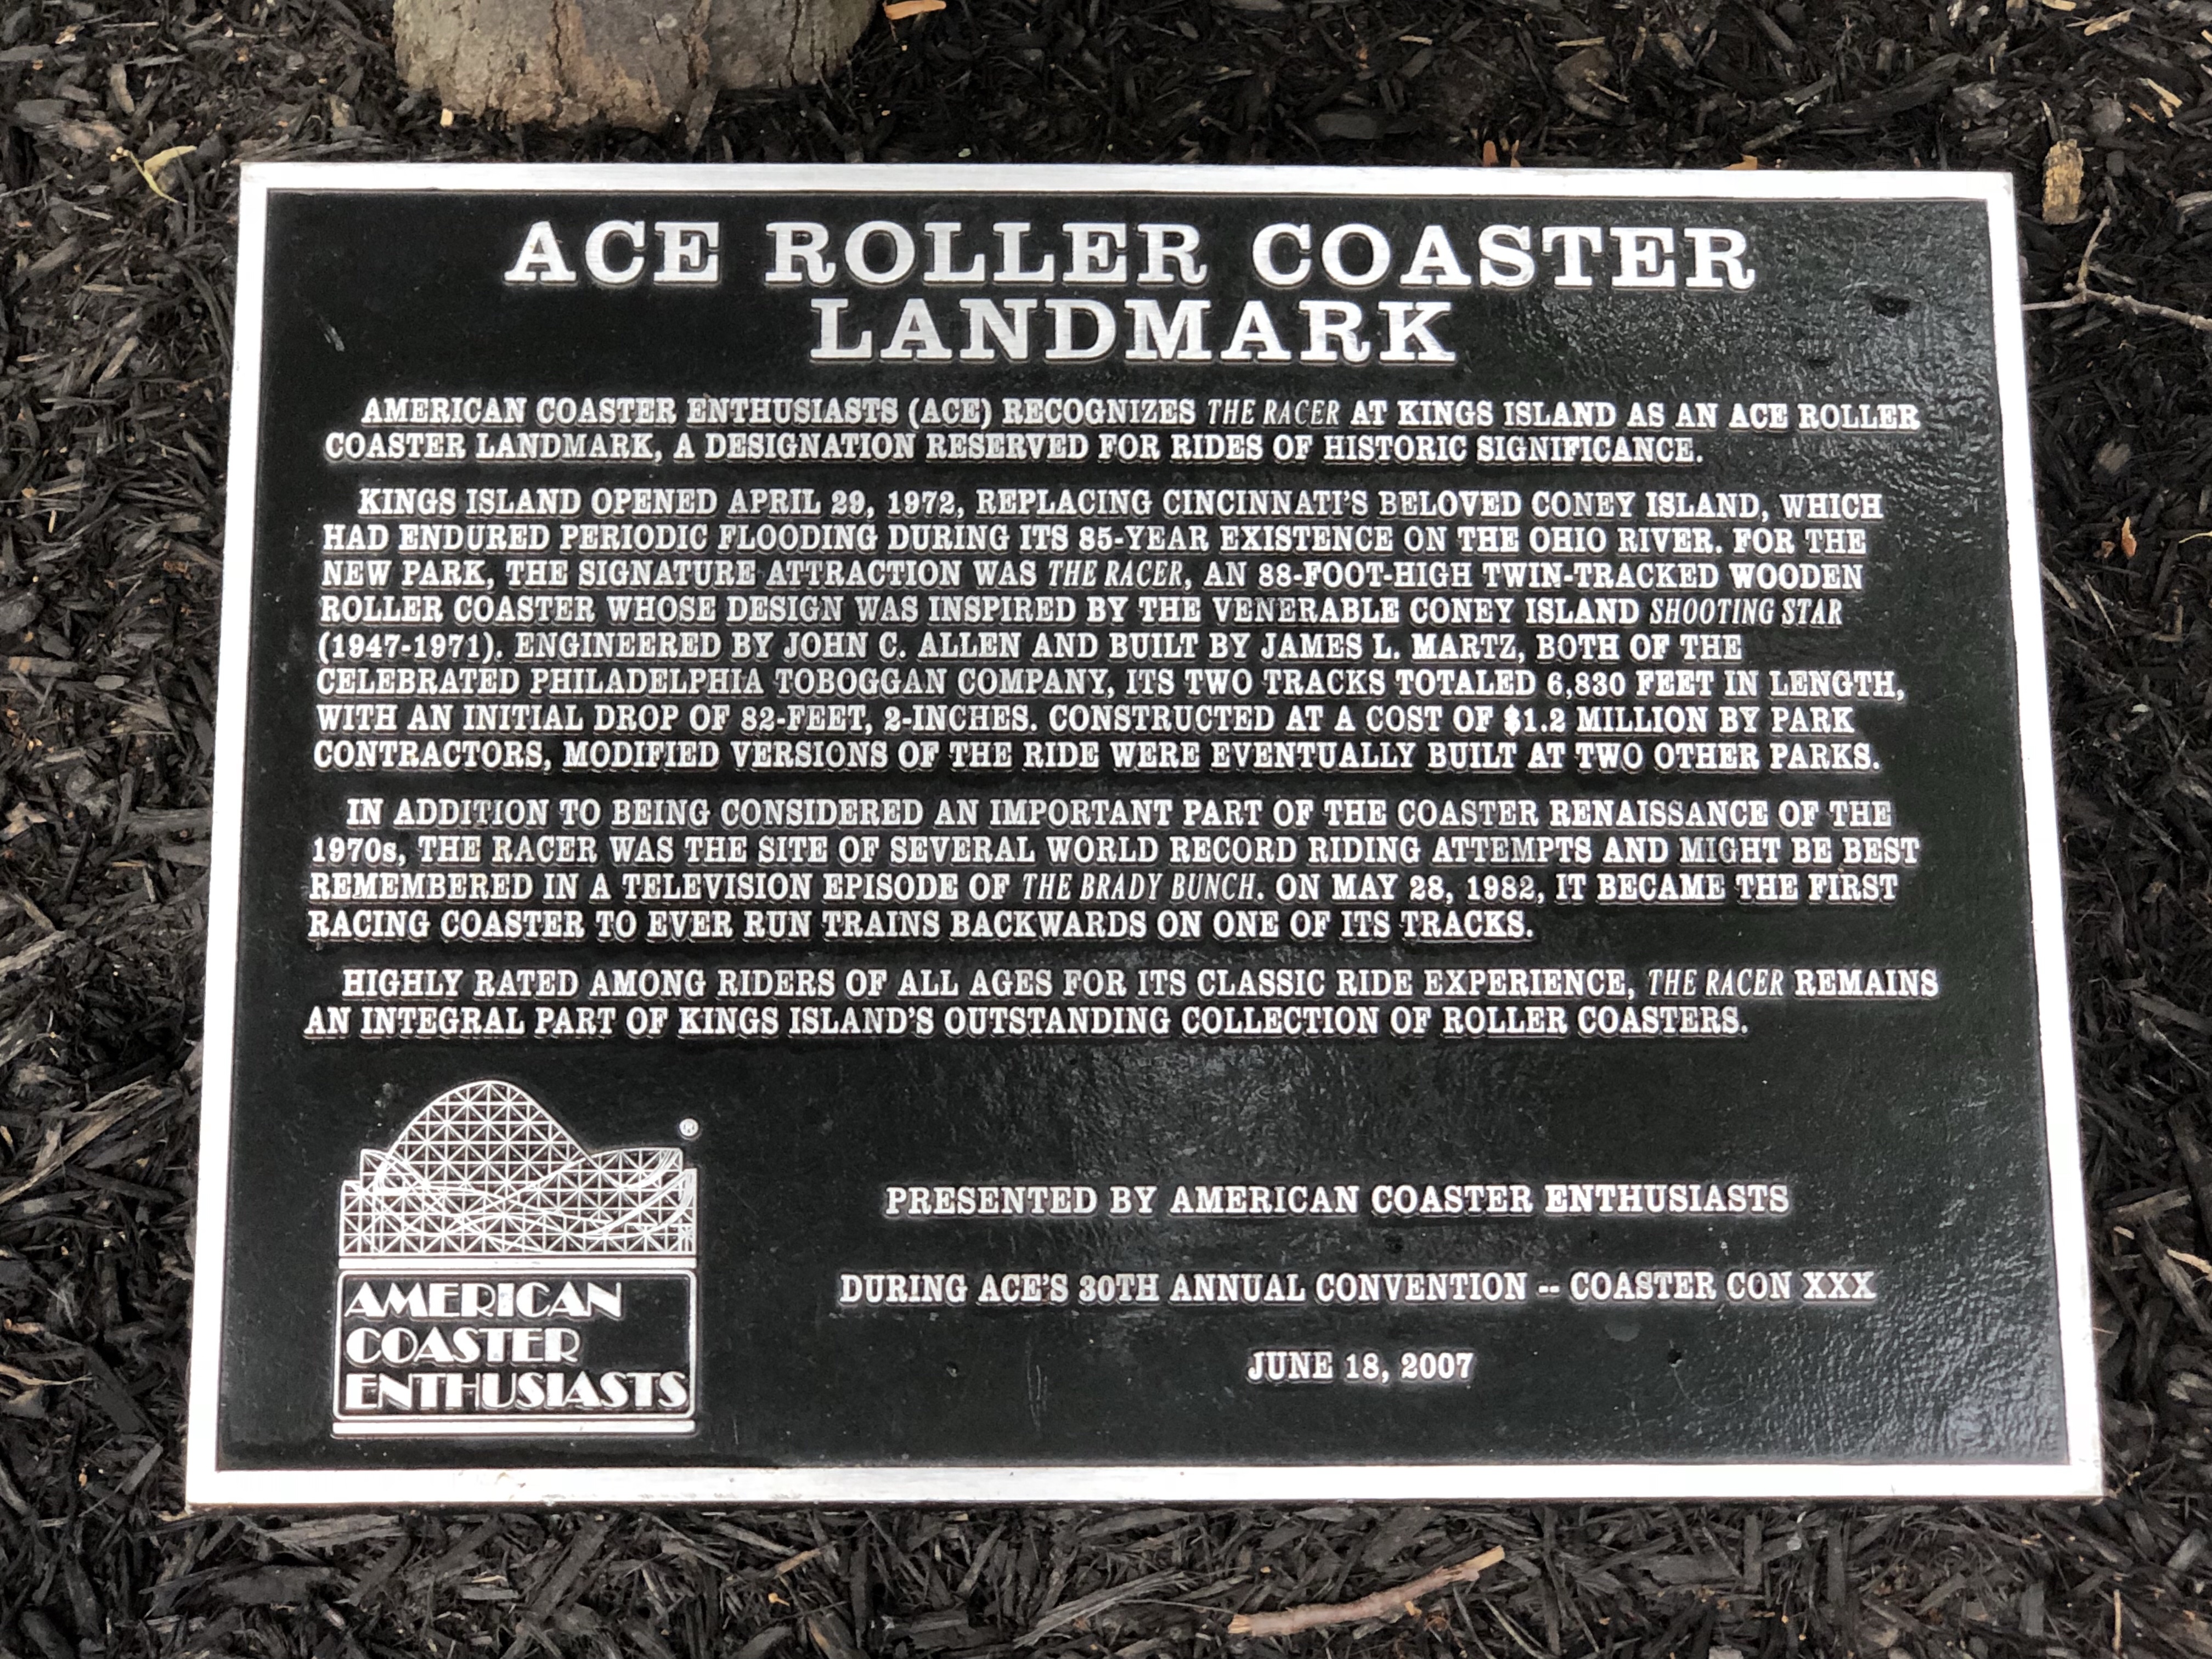 ACE ROLLER COASTER
LANDMARK
AMERICAN COASTER ENTHUSIASTS (ACE) RECOGNIZES THE RACER AT KINGS ISLAND AS AN ACE ROLLER
COASTER LANDMARK, A DESIGNATION RESERVED FOR RIDES OF HISTORIC SIGNIFICANCE.
KINGS ISLAND OPENED APRIL 29, 1972, REPLACING CINCINNATI'S BELOVED CONEY ISLAND, WHICH
HAD ENDURED PERIODIC FLOODING DURING ITS 85-YEAR EXISTENCE ON THE OHIO RIVER. FOR THE
NEW PARK, THE SIGNATURE ATTRACTION WAS THE RACER, AN 88-FOOT-HIGH TWIN-TRACKED WOODEN
ROLLER COASTER WHOSE DESIGN WAS INSPIRED BY THE VENERABLE CONEY ISLAND SHOOTING STAR
(1947-1971). ENGINEERED BY JOHN C. ALLEN AND BUILT BY JAMES L. MARTZ, BOTH OF THE
CELEBRATED PHILADELPHIA TOBOGGAN COMPANY, ITS TWO TRACKS TOTALED 6,830 FEET IN LENGTH,
WITH AN INITIAL DROP OF 82-FEET, 2-INCHES. CONSTRUCTED AT A COST OF $1.2 MILLION BY PARK
CONTRACTORS, MODIFIED VERSIONS OF THE RIDE WERE EVENTUALLY BUILT AT TWO OTHER PARKS.
IN ADDITION TO BEING CONSIDERED AN IMPORTANT PART OF THE COASTER RENAISSANCE OF THE
1970s, THE RACER WAS THE SITE OF SEVERAL WORLD RECORD RIDING ATTEMPTS AND MIGHT BE BEST
REMEMBERED IN A TELEVISION EPISODE OF THE BRADY BUNCH. ON MAY 28, 1982, IT BECAME THE FIRST
RACING COASTER TO EVER RUN TRAINS BACKWARDS ON ONE OF ITS TRACKS.
HIGHLY RATED AMONG RIDERS OF ALL AGES FOR ITS CLASSIC RIDE EXPERIENCE, THE RACER REMAINS
AN INTEGRAL PART OF KINGS ISLAND'S OUTSTANDING COLLECTION OF ROLLER COASTERS.
®
AMERICAN
COASTER
ENTHUSIASTS
PRESENTED BY AMERICAN COASTER ENTHUSIASTS
DURING ACE'S 30TH ANNUAL CONVENTION -- COASTER CON XXX
JUNE 18, 2007